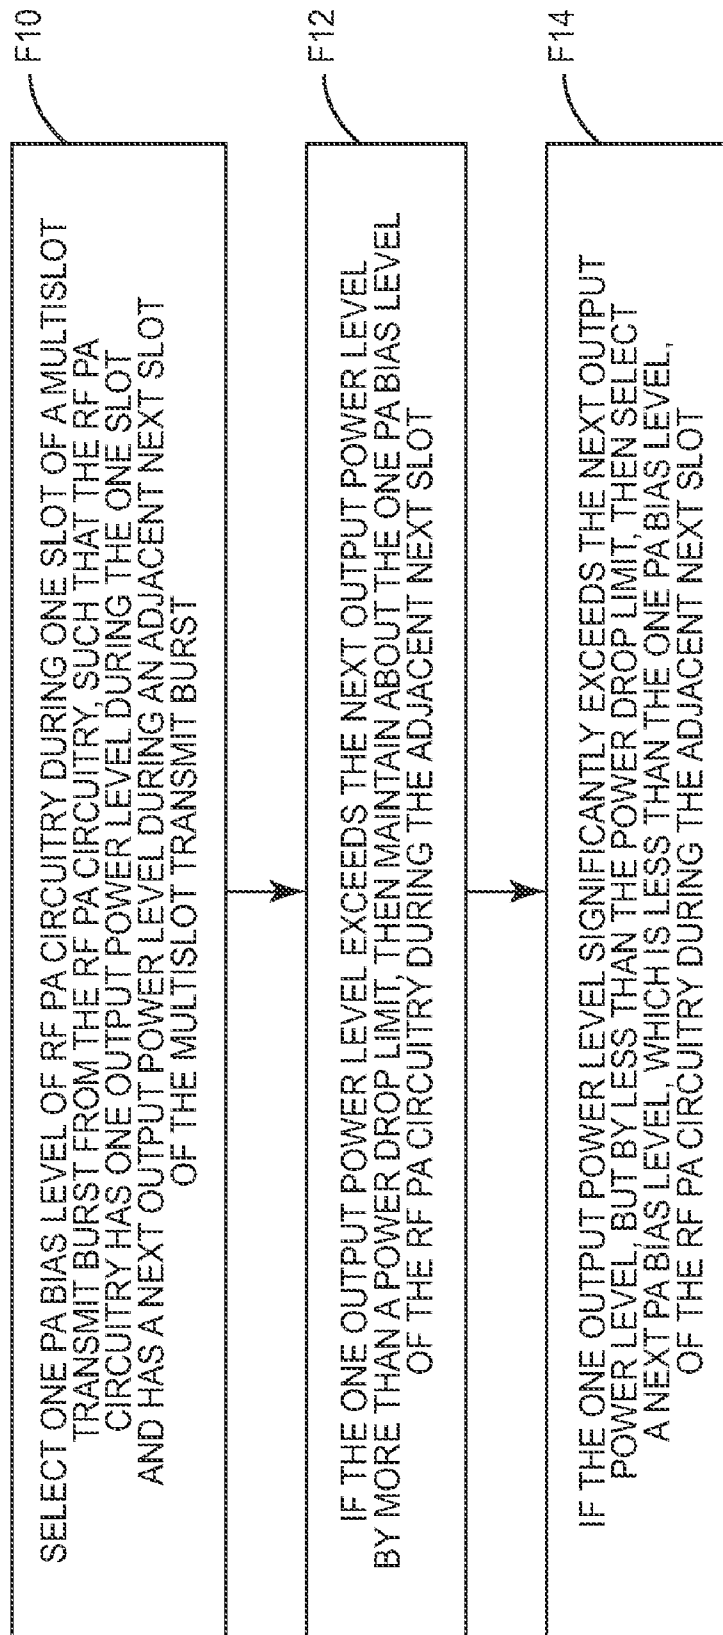 F10
SELECT ONE PA BIAS LEVEL OF RF PA CIRCUITRY DURING ONE SLOT OF A MULTISLOT
TRANSMIT BURST FROM THE RF PA CIRCUITRY, SUCH THAT THE RF PA
CIRCUITRY HAS ONE OUTPUT POWER LEVEL DURING THE ONE SLOT
AND HAS A NEXT OUTPUT POWER LEVEL DURING AN ADJACENT NEXT SLOT
OF THE MULTISLOT TRANSMIT BURST
F12
IF THE ONE OUTPUT POWER LEVEL EXCEEDS THE NEXT OUTPUT POWER LEVEL
BY MORE THAN A POWER DROP LIMIT, THEN MAINTAIN ABOUT THE ONE PA BIAS LEVEL
OF THE RF PA CIRCUITRY DURING THE ADJACENT NEXT SLOT
F14
IF THE ONE OUTPUT POWER LEVEL SIGNIFICANTLY EXCEEDS THE NEXT OUTPUT
POWER LEVEL, BUT BY LESS THAN THE POWER DROP LIMIT, THEN SELECT
A NEXT PA BIAS LEVEL, WHICH IS LESS THAN THE ONE PA BIAS LEVEL,
OF THE RF PA CIRCUITRY DURING THE ADJACENT NEXT SLOT